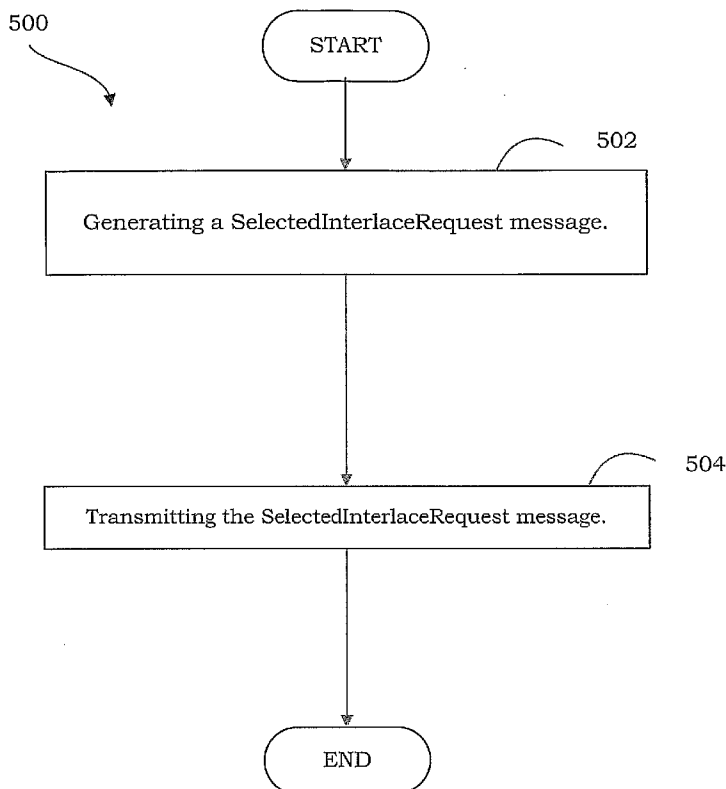 500
START
502
Generating a SelectedInterlaceRequest message.
504
Transmitting the SelectedInterlaceRequest message.
END